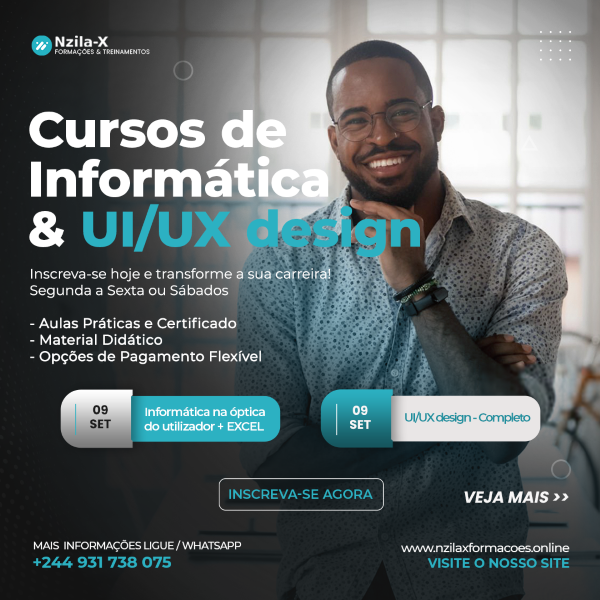 Nzila-X
FORMAÇÕES & TREINAMENTOS
Cursos de
Informática
& UI/UX design
Inscreva-se hoje e transforme a sua carreira!
Segunda a Sexta ou Sábados
- Aulas Práticas e Certificado
- Material Didático
- Opções de Pagamento Flexível
09
SET
Informática na óptica
do utilizador + EXCEL
09
SET
UI/UX design - Completo
INSCREVA-SE AGORA
VEJA MAIS >>
MAIS INFORMAÇÕES LIGUE / WHATSAPP
+244 931 738 075
www.nzilaxformacoes.online
VISITE O NOSSO SITE